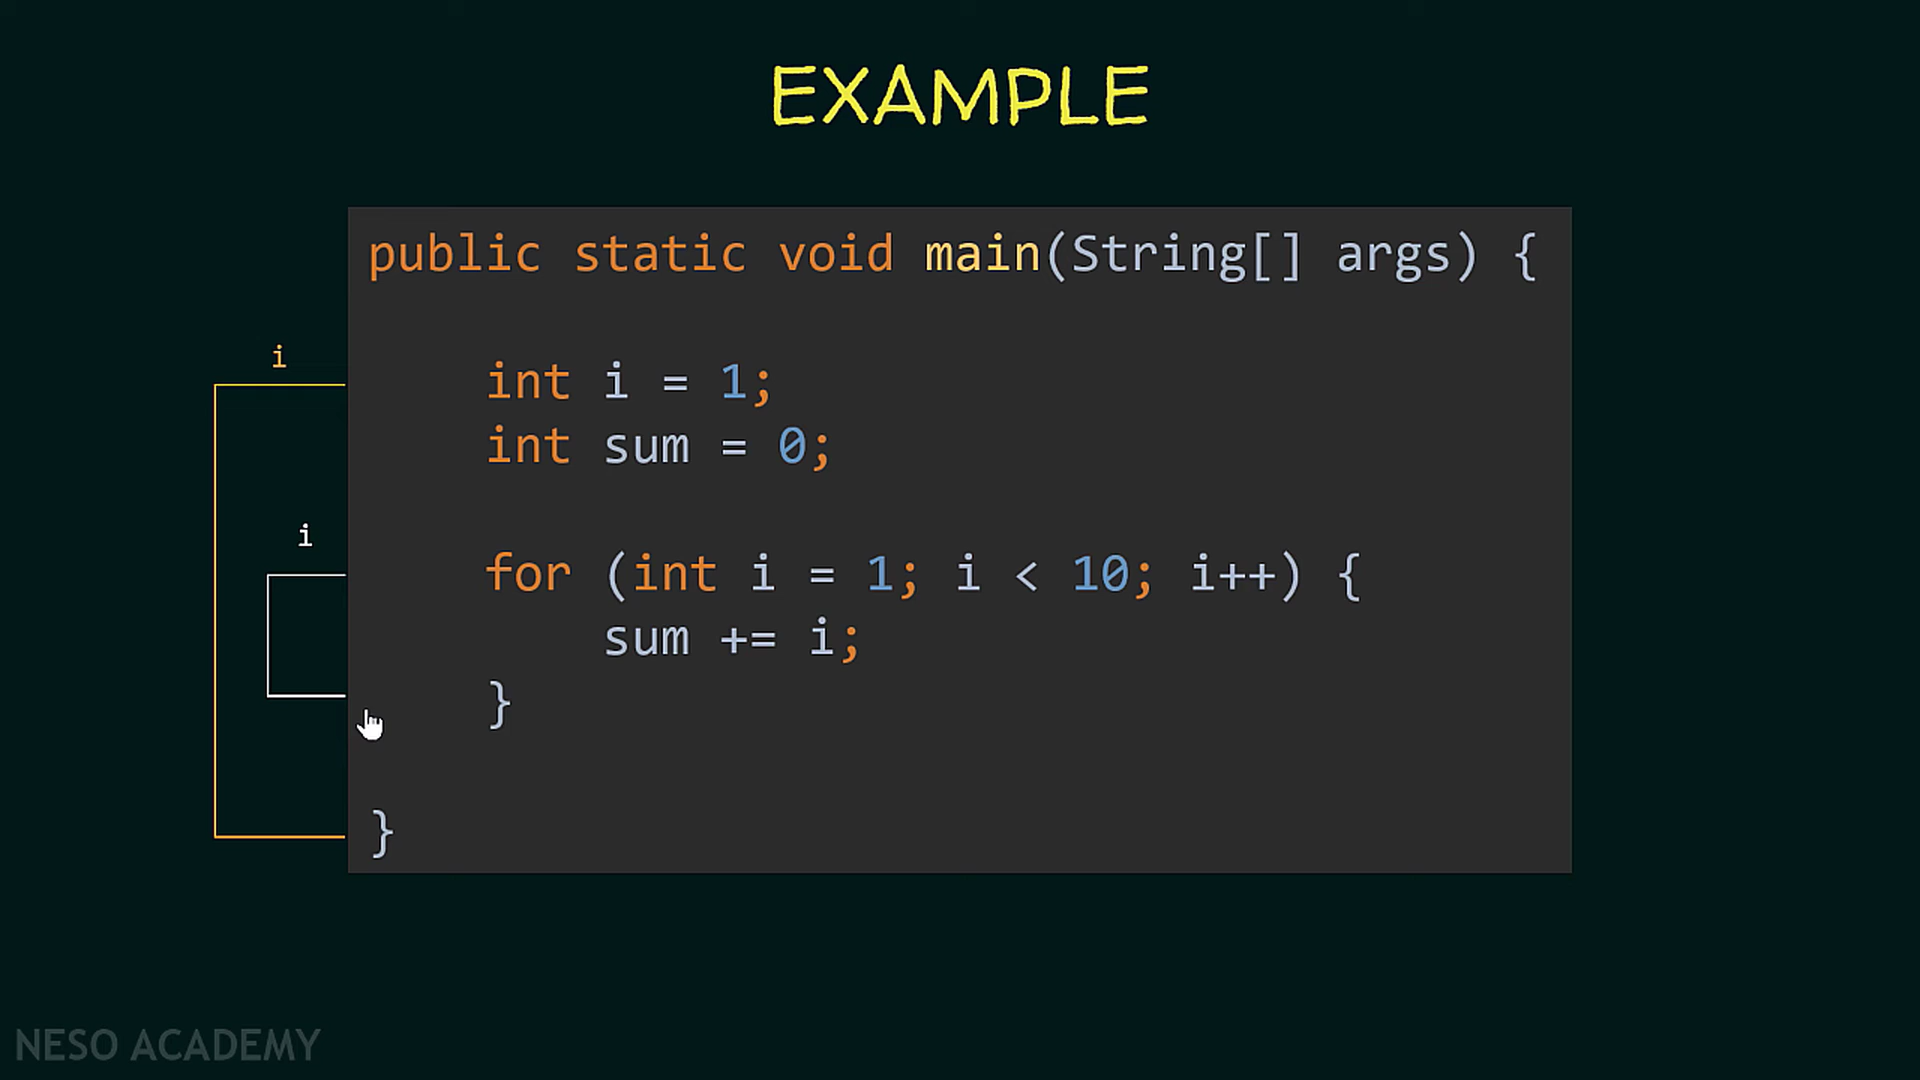 EXAMPLE
public static void main(String[] args) {
i
int i = 1;
int sum = 0;
i
for (int i = 1; i < 10; i++) {
sum += i;
}
}
NESO ACADEMY